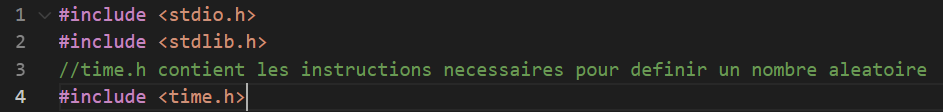 1 #include <stdio.h>
2 #include <stdlib.h>
3 //time.h contient les instructions necessaires pour definir un nombre aleatoire
4 #include <time.h>